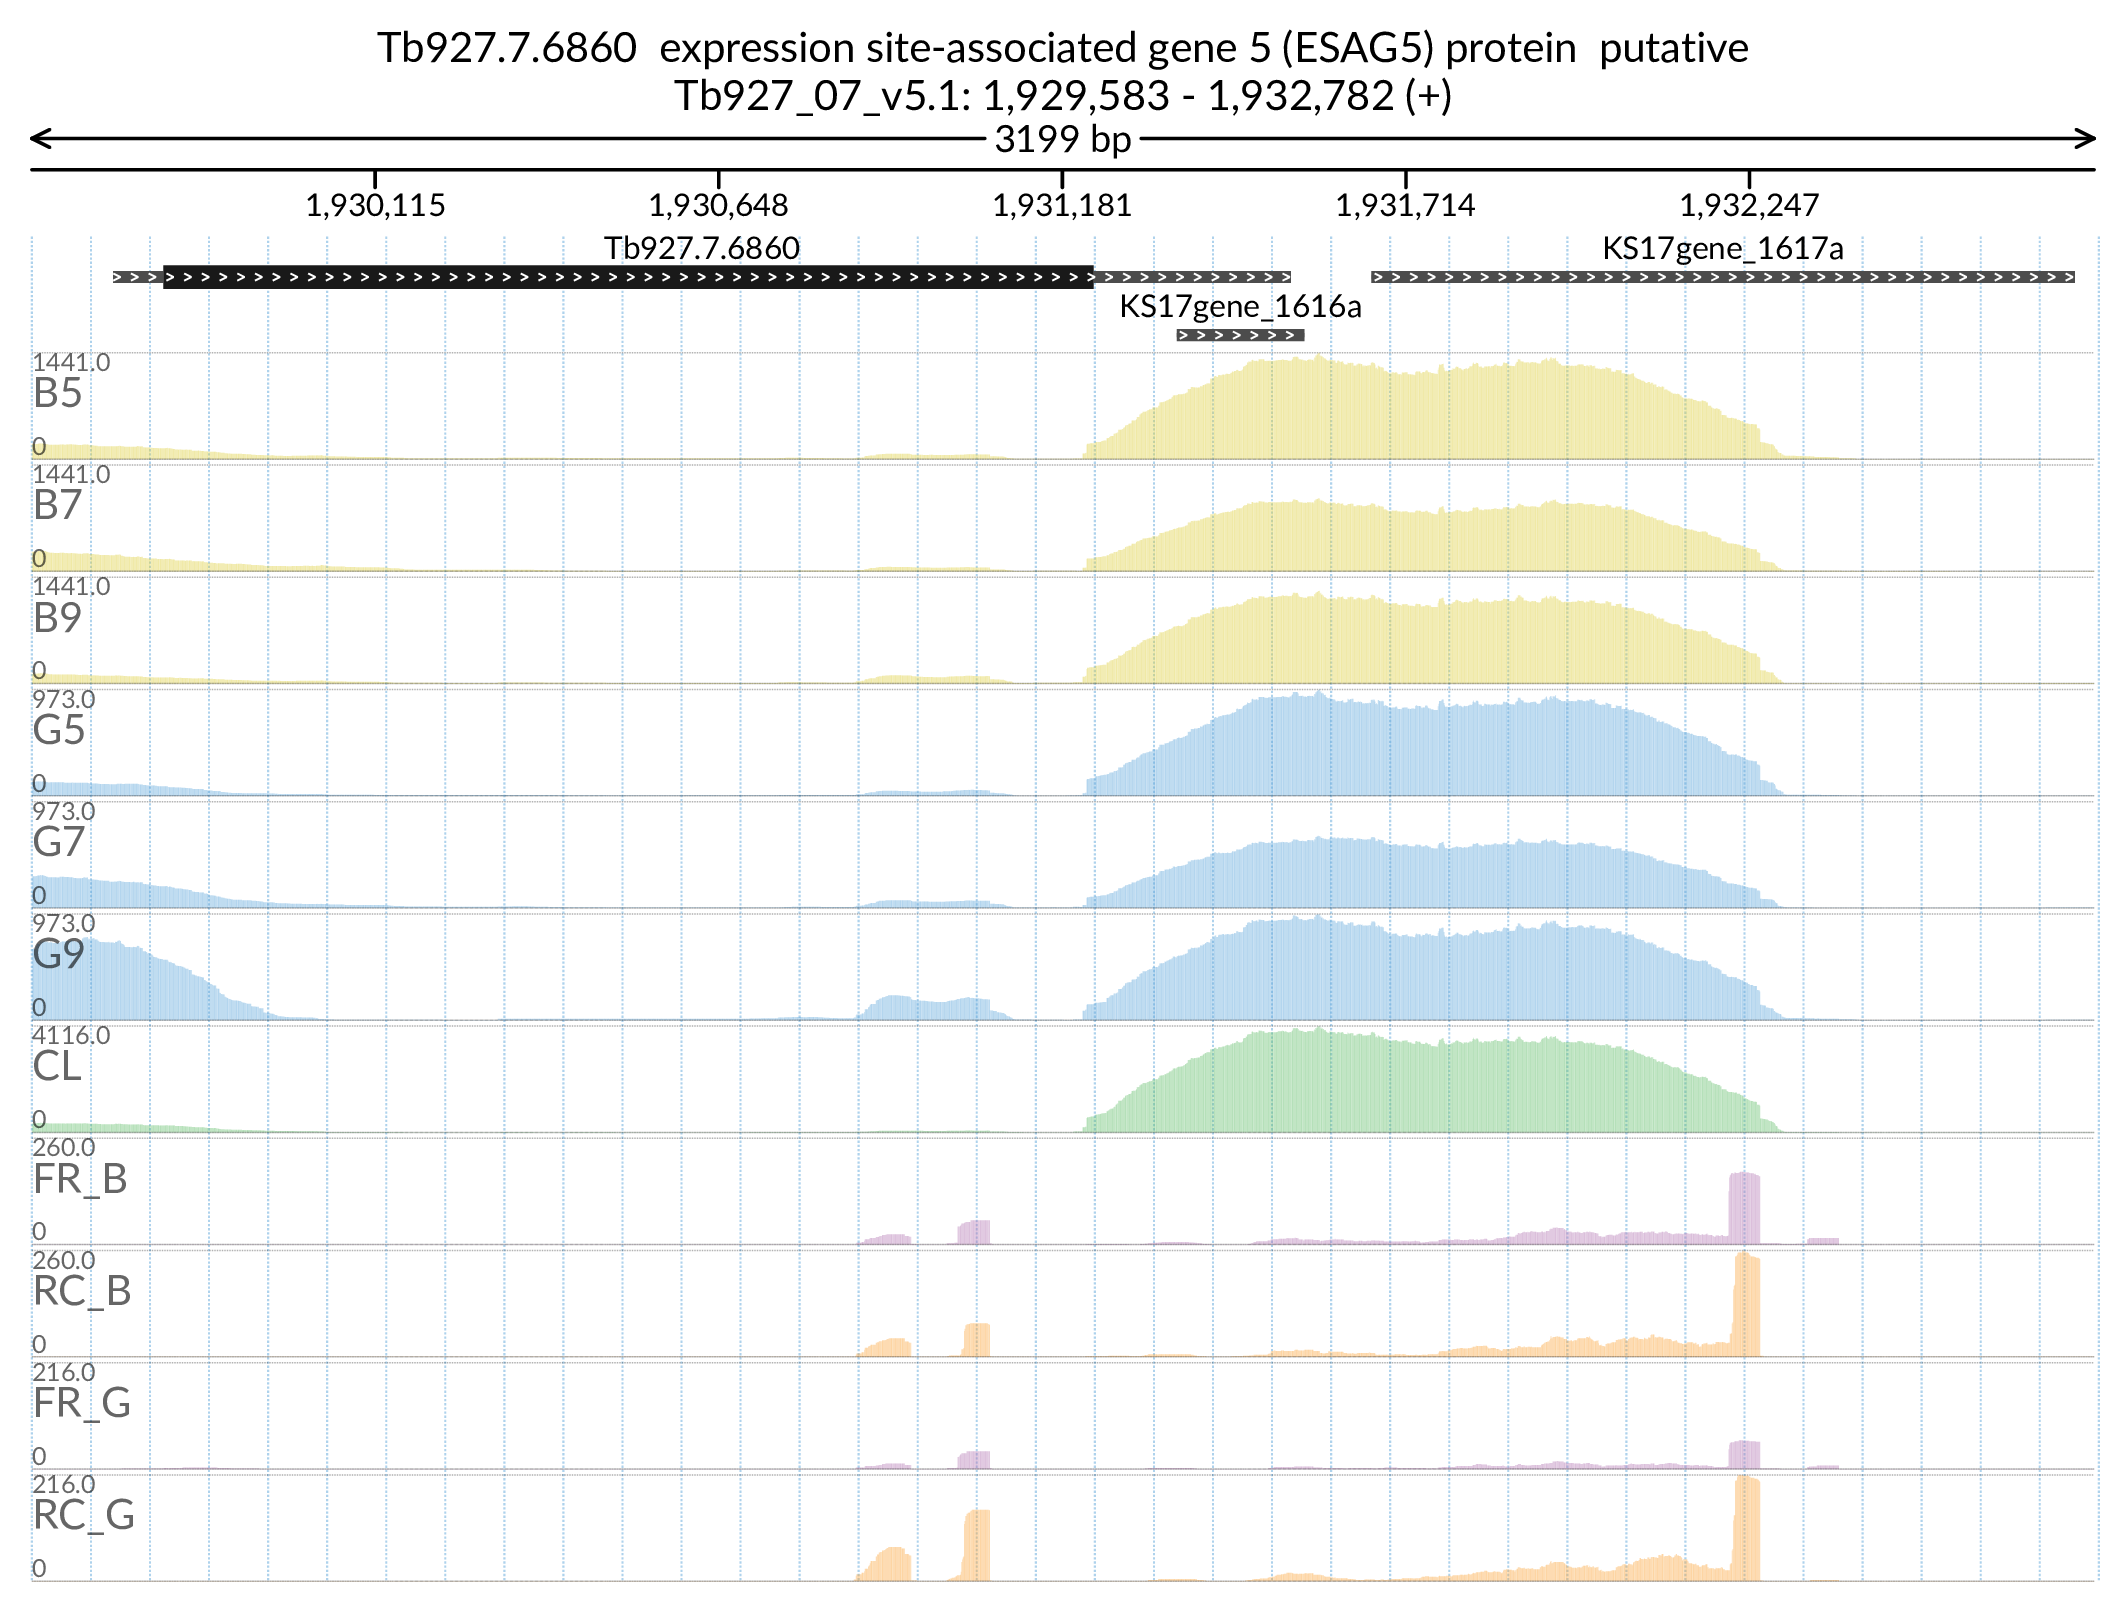 Tb927.7.6860  expression site-associated gene 5 (ESAG5) protein  putative
Tb927_07_v5.1: 1,929,583 - 1,932,782 (+)
3199 bp
1,930,115 1,930,648 1,931,181 1,931,714 1,932,247
Tb927.7.6860 KS17gene_1617a
KS17gene_1616a
1441.0
B5
0
1441.0
B7
0
1441.0
B9
0
973.0
G5
0
973.0
G7
0
973.0
G9
0
4116.0
CL
0
260.0
FR_B
0
260.0
RC_B
0
216.0
FR_G
0
216.0
RC_G
0